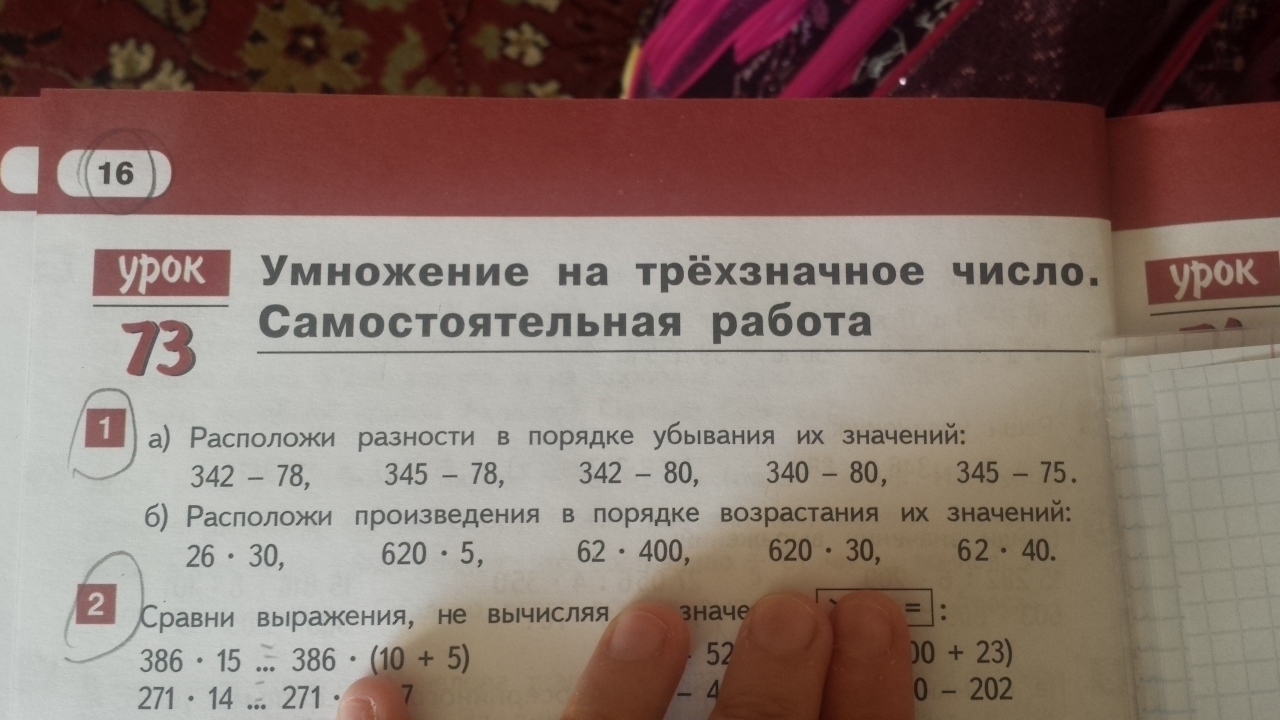 16
урок
73
Умножение на трёхзначное число.
Самостоятельная работа
урок
1
а) Расположи разности в порядке убывания их значений:
342 – 78, 345 – 78, 342 – 80, 340 – 80, 345 – 75.
б) Расположи произведения в порядке возрастания их значений:
26 · 30, 620 · 5, 62 · 400, 620 · 30, 62 · 40.
2
Сравни выражения, не вычисляя
386 · 15 ... 386 · (10 + 5)
271 · 14 ... 271 ·